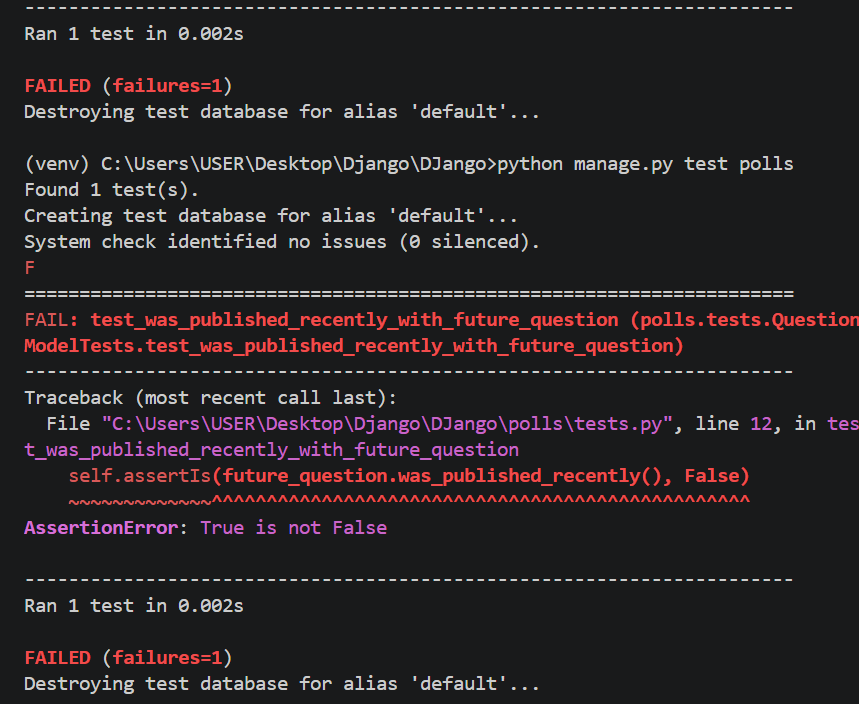 ----------------------------------------------------------------------
Ran 1 test in 0.002s
FAILED (failures=1)
Destroying test database for alias 'default'...
(venv) C:\Users\USER\Desktop\Django\DJango>python manage.py test polls
Found 1 test(s).
Creating test database for alias 'default'...
System check identified no issues (0 silenced).
F
======================================================================
FAIL: test_was_published_recently_with_future_question (polls.tests.Question
ModelTests.test_was_published_recently_with_future_question)
----------------------------------------------------------------------
Traceback (most recent call last):
  File "C:\Users\USER\Desktop\Django\DJango\polls\tests.py", line 12, in tes
t_was_published_recently_with_future_question
    self.assertIs(future_question.was_published_recently(), False)
    ~~~~~~~~~~~~~^^^^^^^^^^^^^^^^^^^^^^^^^^^^^^^^^^^^^^^^^^^^^^^^^
AssertionError: True is not False
----------------------------------------------------------------------
Ran 1 test in 0.002s
FAILED (failures=1)
Destroying test database for alias 'default'...